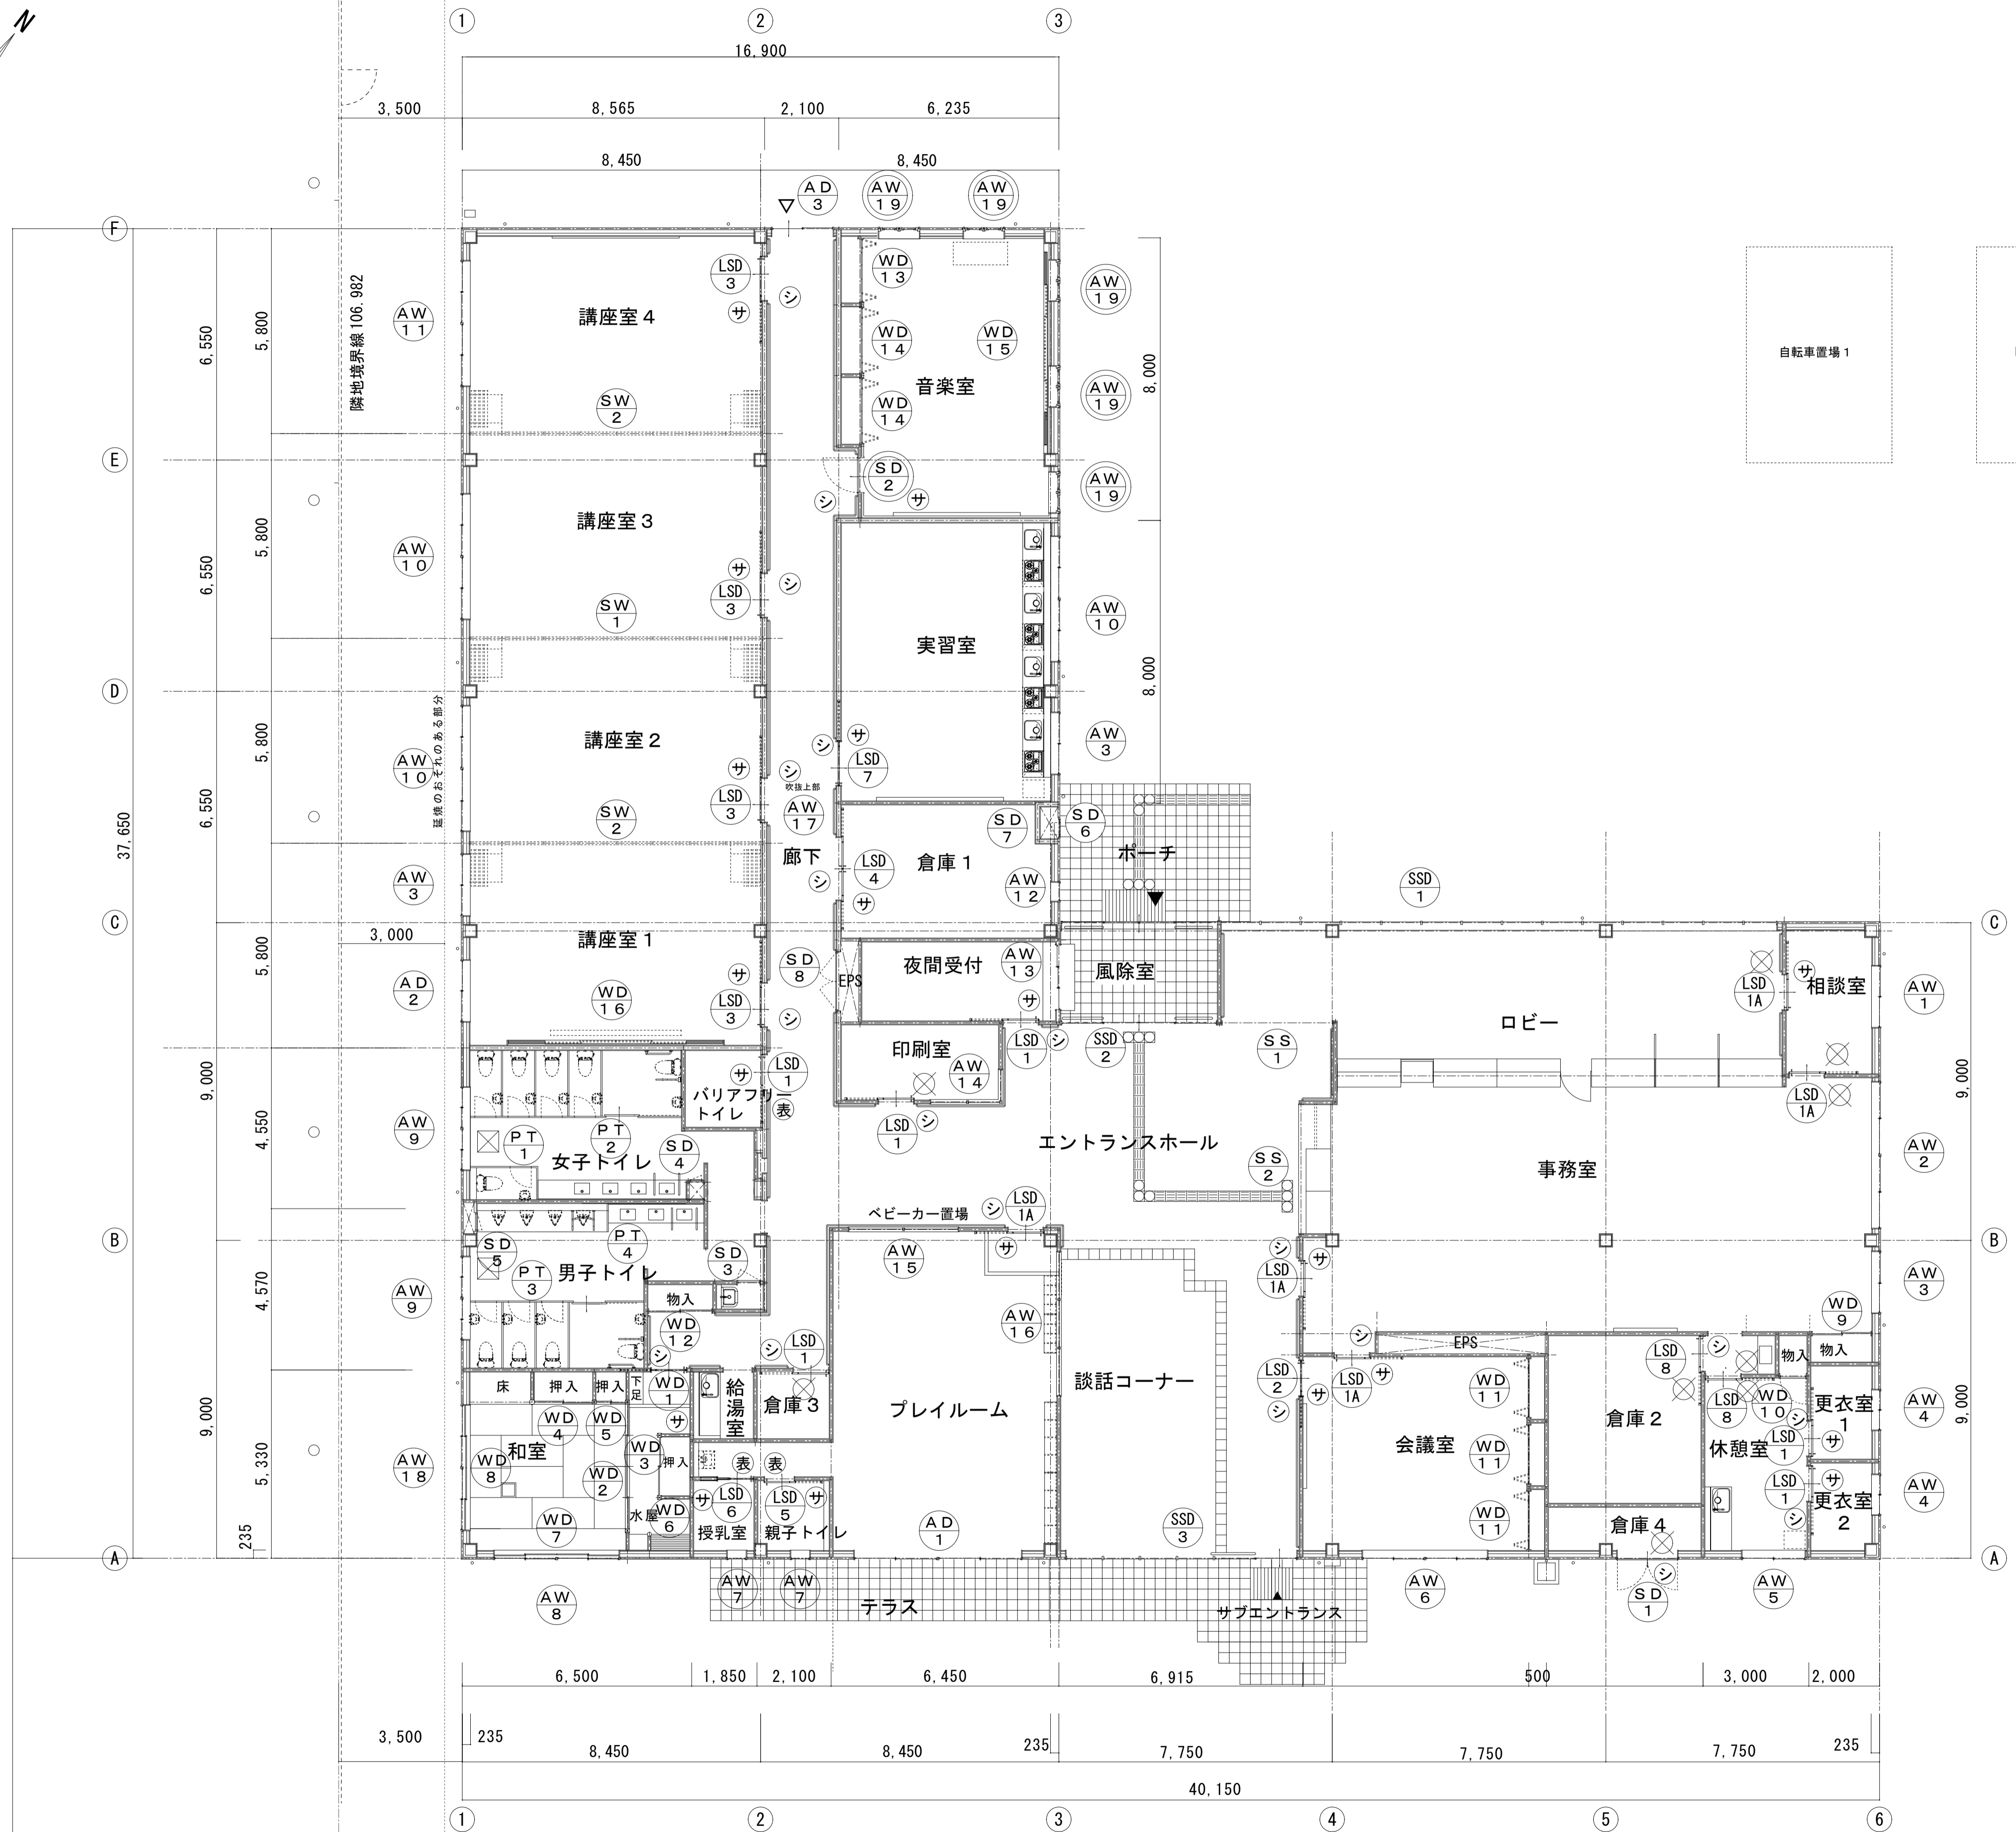 N
1
2
3
16,900
3,500
8,565
2,100
6,235
8,450
8,450
AD
3
AW
19
AW
19
F
隣地境界線106.982
AW
11
6,550
5,800
講座室4
LSD
3
シ
サ
SW
2
WD
13
WD
14
WD
15
音楽室
WD
14
AW
19
AW
19
8,000
自転車置場1
E
SD
2
シ
サ
AW
19
講座室3
5,800
6,550
AW
10
サ
LSD
3
シ
SW
1
実習室
AW
10
8,000
D
延焼のおそれのある部分
講座室2
5,800
6,550
37,650
AW
10
サ
LSD
3
シ
シ
サ
LSD
7
吹抜上部
AW
17
AW
3
SW
2
SD
7
SD
6
廊下
LSD
4
倉庫1
AW
12
ポーチ
シ
サ
AW
3
SSD
1
C
C
3,000
講座室1
5,800
AD
2
サ
LSD
3
シ
WD
16
SD
8
EPS
夜間受付
AW
13
サ
風除室
ロビー
LSD
1A
サ
相談室
AW
1
印刷室
AW
14
LSD
1
シ
SSD
2
SS
1
LSD
1
サ
バリアフリー
トイレ
表
LSD
1
シ
LSD
1A
9,000
9,000
4,550
AW
9
PT
1
PT
2
女子トイレ
SD
4
エントランスホール
SS
2
事務室
AW
2
ベビーカー置場
シ
LSD
1A
サ
B
B
SD
5
PT
4
PT
3
男子トイレ
SD
3
AW
15
シ
サ
LSD
1A
AW
3
4,570
AW
9
物入
WD
12
シ
シ
LSD
1
AW
16
WD
9
シ
EPS
LSD
8
シ
物入
物入
床
押入
押入
下足
WD
1
サ
給湯室
倉庫3
プレイルーム
談話コーナー
LSD
2
サ
シ
LSD
1A
サ
WD
11
倉庫2
LSD
8
WD
10
シ
更衣室
1
AW
4
9,000
9,000
5,330
AW
18
WD
4
WD
5
和室
WD
8
WD
2
WD
3
押入
表
表
会議室
WD
11
休憩室
LSD
1
サ
サ
LSD
1
シ
更衣室
2
AW
4
WD
7
水屋
WD
6
サ
LSD
6
授乳室
LSD
5
サ
親子トイレ
AD
1
SSD
3
WD
11
倉庫4
235
A
A
AW
8
AW
7
AW
7
テラス
サブエントランス
AW
6
シ
SD
1
AW
5
6,500
1,850
2,100
6,450
6,915
500
3,000
2,000
3,500
235
8,450
8,450
235
7,750
7,750
7,750
235
40,150
1
2
3
4
5
6